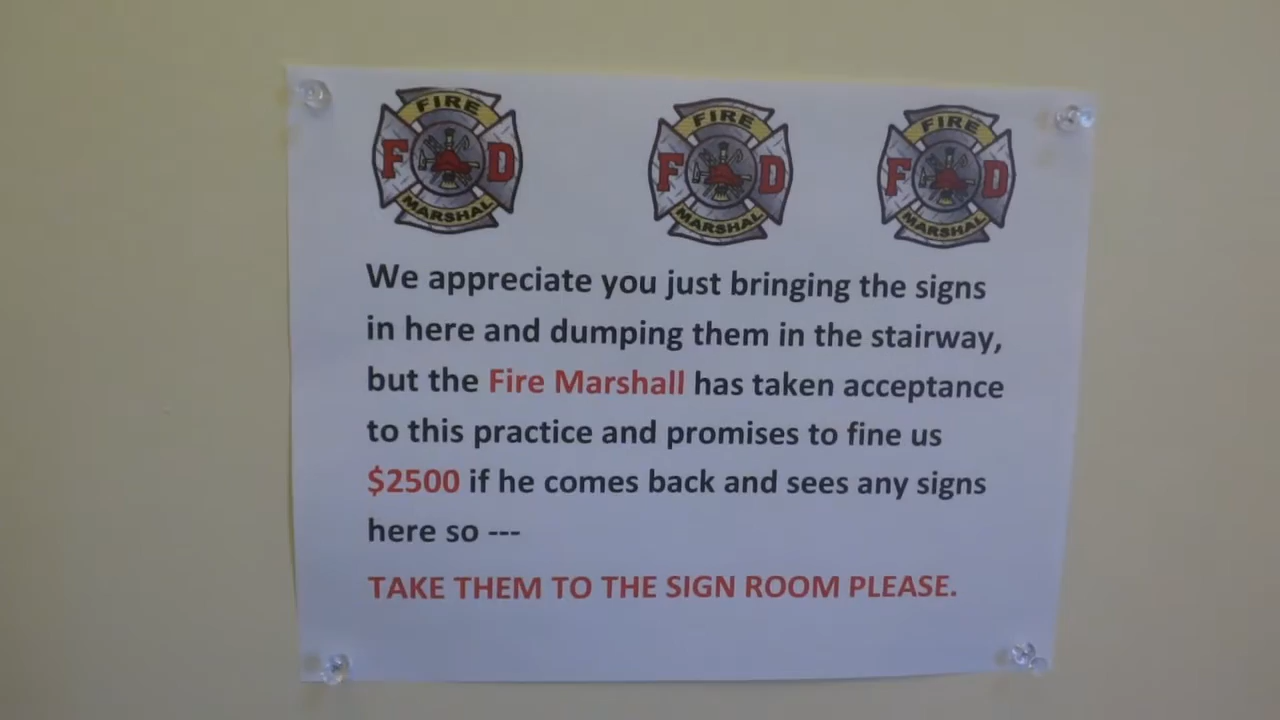 FIRE FIRE FIRE
F D F D F D
MARSHAL MARSHAL MARSHAL
We appreciate you just bringing the signs
in here and dumping them in the stairway,
but the Fire Marshall has taken acceptance
to this practice and promises to fine us
$2500 if he comes back and sees any signs
here so ---
TAKE THEM TO THE SIGN ROOM PLEASE.